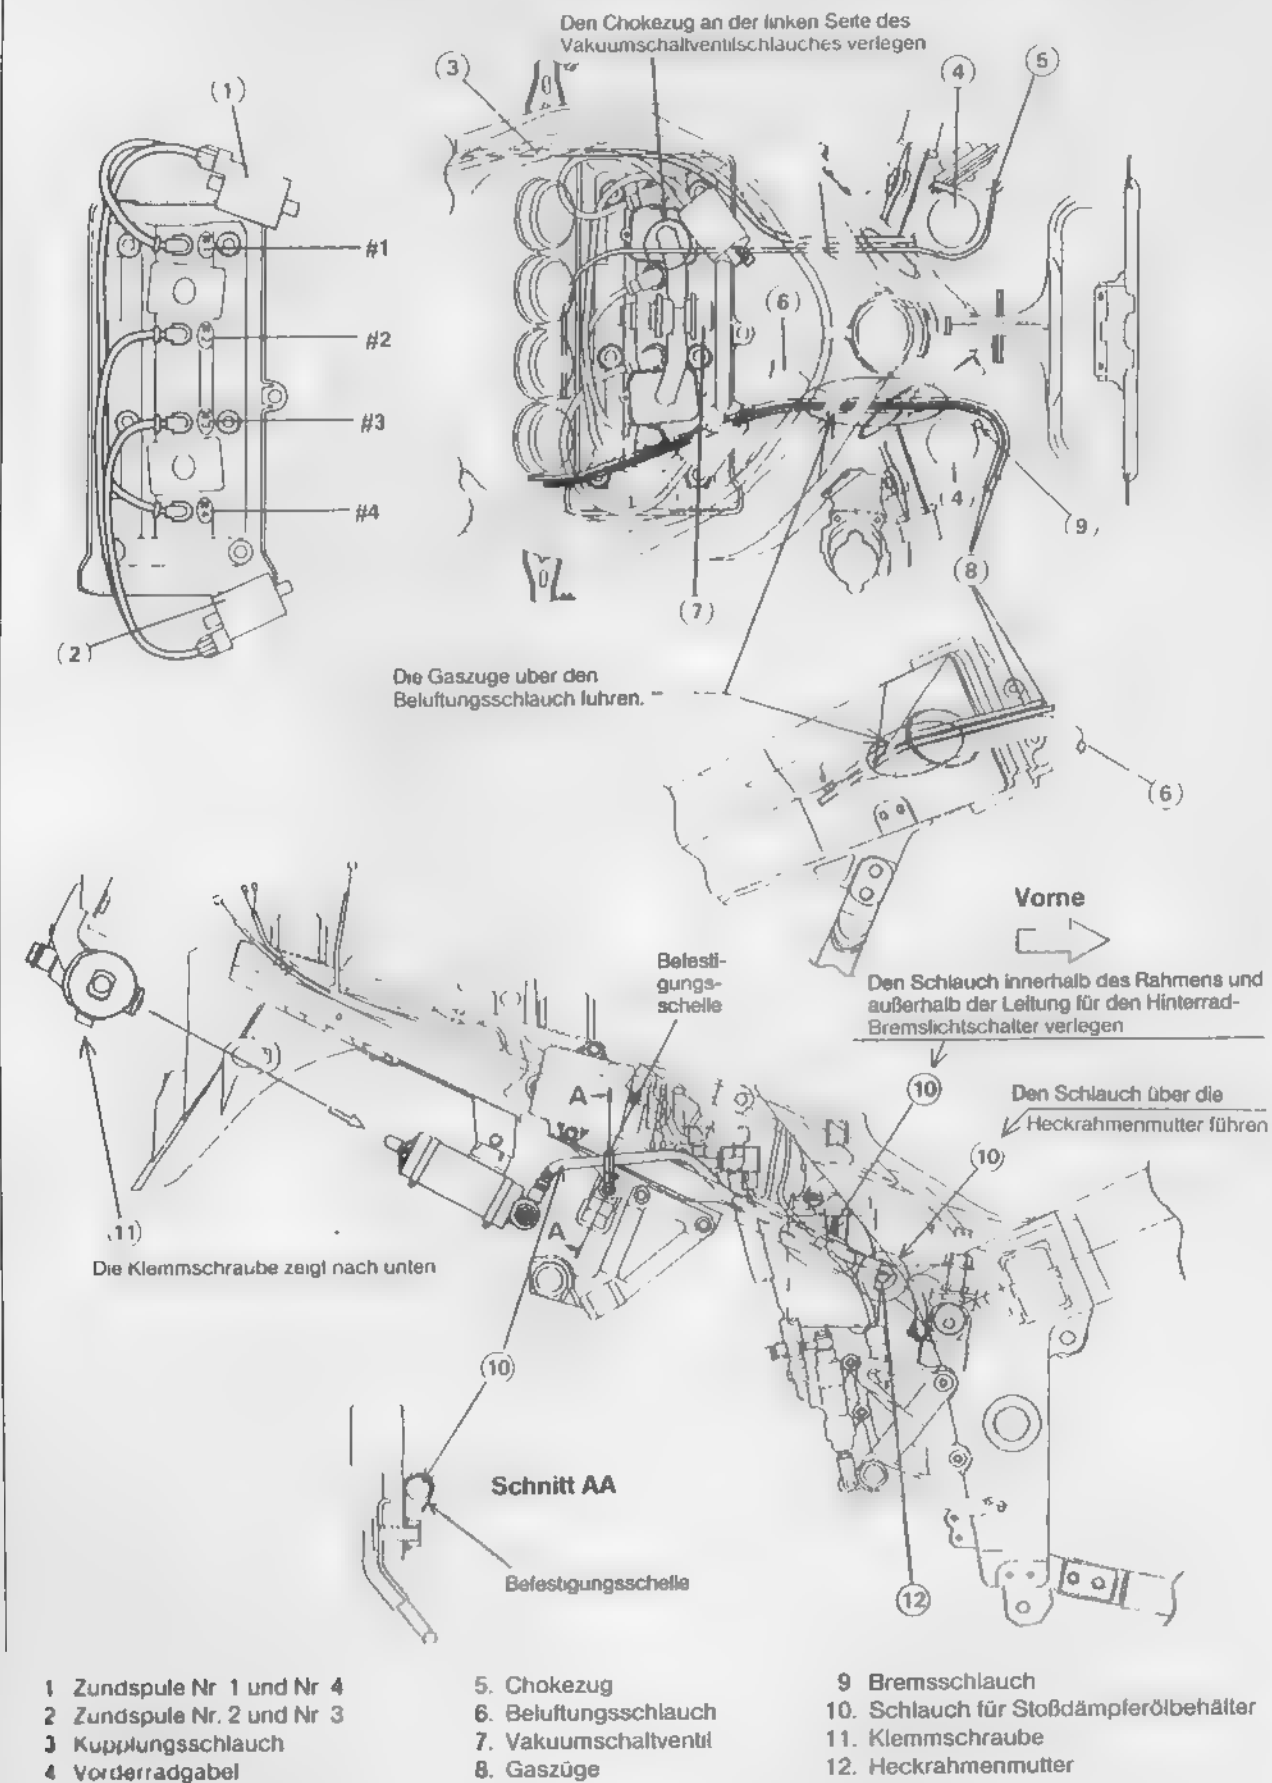 Den Chokezug an der linken Seite des
Vakuumschaltventilschlauches verlegen
(1)
(3)
(4)
(5)
#1
#2
#3
#4
(2)
(6)
(4)
(9)
(8)
(7)
Die Gaszuge uber den
Beluftungsschlauch fuhren.
(6)
Vorne
Befesti-
gungs-
schelle
Den Schlauch innerhalb des Rahmens und
außerhalb der Leitung für den Hinterrad-
Bremslichtschalter verlegen
(10)
Den Schlauch über die
Heckrahmenmutter führen
(10)
A
A
11)
Die Klemmschraube zeigt nach unten
(10)
Schnitt AA
Befestigungsschelle
(12)
1 Zundspule Nr 1 und Nr 4
2 Zundspule Nr. 2 und Nr 3
3 Kupplungsschlauch
4 Vorderradgabel
5. Chokezug
6. Beluftungsschlauch
7. Vakuumschaltventil
8. Gaszüge
9 Bremsschlauch
10. Schlauch für Stoßdämpferölbehälter
11. Klemmschraube
12. Heckrahmenmutter